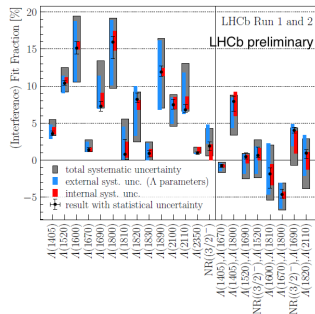 LHCb Run 1 and 2
LHCb preliminary
(Interference) Fit Fraction [%]
20
15
10
5
0
−5
total systematic uncertainty
external syst. unc. (Λ parameters)
internal syst. unc.
result with statistical uncertainty
Λ(1405)
Λ(1520)
Λ(1600)
Λ(1670)
Λ(1690)
Λ(1800)
Λ(1810)
Λ(1820)
Λ(1830)
Λ(1890)
Λ(2100)
Λ(2110)
Λ(2350)
NR((3/2)⁻)
Λ(1405),Λ(1670)
Λ(1405),Λ(1800)
Λ(1520),Λ(1690)
NR((3/2)⁻),Λ(1520)
Λ(1600),Λ(1810)
Λ(1670),Λ(1800)
NR((3/2)⁻),Λ(1690)
Λ(1820),Λ(2110)